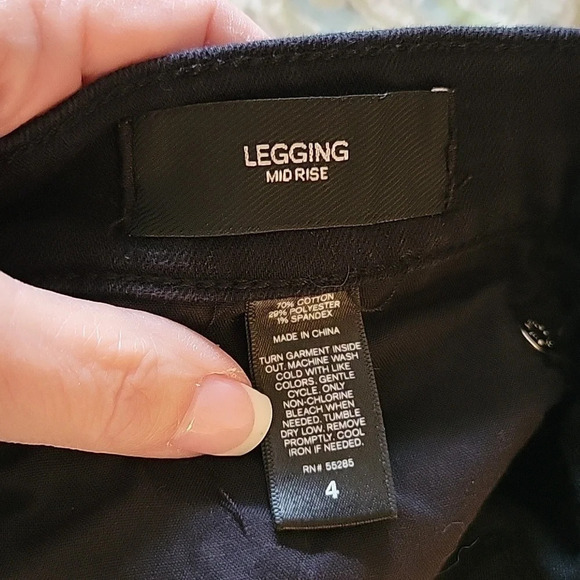 LEGGING
MID RISE
70% COTTON
29% POLYESTER
1% SPANDEX
MADE IN CHINA
TURN GARMENT INSIDE
OUT. MACHINE WASH
COLD WITH LIKE
COLORS. GENTLE
CYCLE. ONLY
NON-CHLORINE
BLEACH WHEN
NEEDED. TUMBLE
DRY LOW. REMOVE
PROMPTLY. COOL
IRON IF NEEDED.
RN# 55285
4